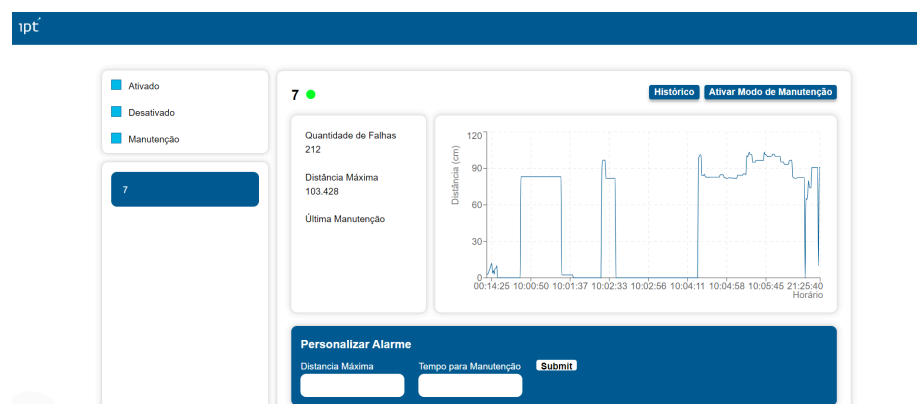 ıpt
Ativado
Desativado
Manutenção
7
7
Histórico
Ativar Modo de Manutenção
Quantidade de Falhas
212
Distância Máxima
103.428
Última Manutenção
Distância (cm)
120
90
60
30
0
00:14:25 10:00:50 10:01:37 10:02:33 10:02:56 10:04:11 10:04:58 10:05:45 21:25:40
Horário
Personalizar Alarme
Distancia Máxima
Tempo para Manutenção
Submit